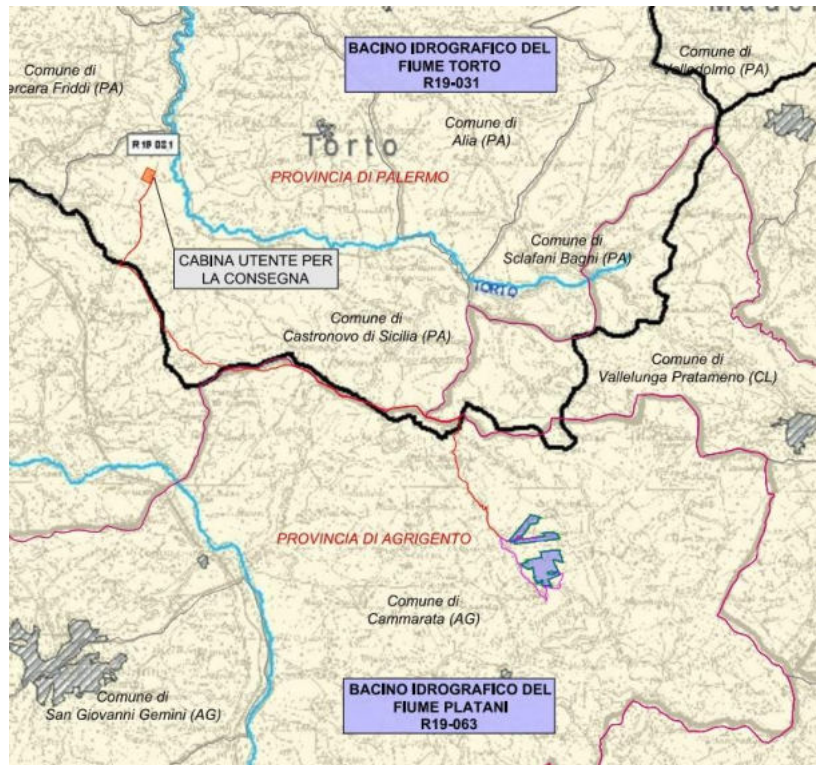 BACINO IDROGRAFICO DEL
FIUME TORTO
R19-031
Comune di
Valledolmo (PA)
Comune di
ercara Friddi (PA)
Comune di
Alia (PA)
Torto
PROVINCIA DI PALERMO
CABINA UTENTE PER
LA CONSEGNA
Comune di
Sclafani Bagni (PA)
TORTO
Comune di
Castronovo di Sicilia (PA)
Comune di
Vallelunga Pratameno (CL)
PROVINCIA DI AGRIGENTO
Comune di
Cammarata (AG)
BACINO IDROGRAFICO DEL
FIUME PLATANI
R19-063
Comune di
San Giovanni Gemini (AG)